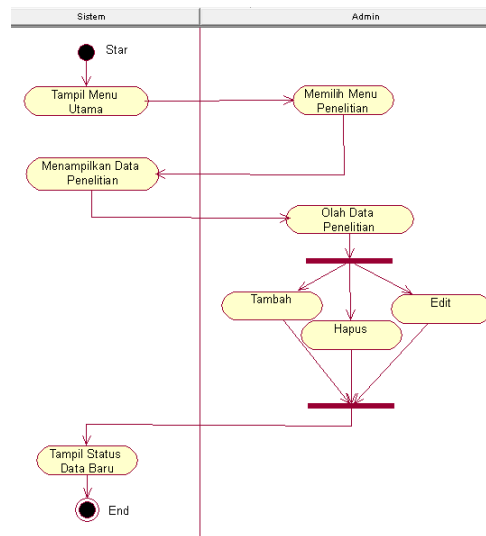 Sistem
Admin
Star
Tampil Menu
Utama
Memilih Menu
Penelitian
Menampilkan Data
Penelitian
Olah Data
Penelitian
Tambah
Edit
Hapus
Tampil Status
Data Baru
End